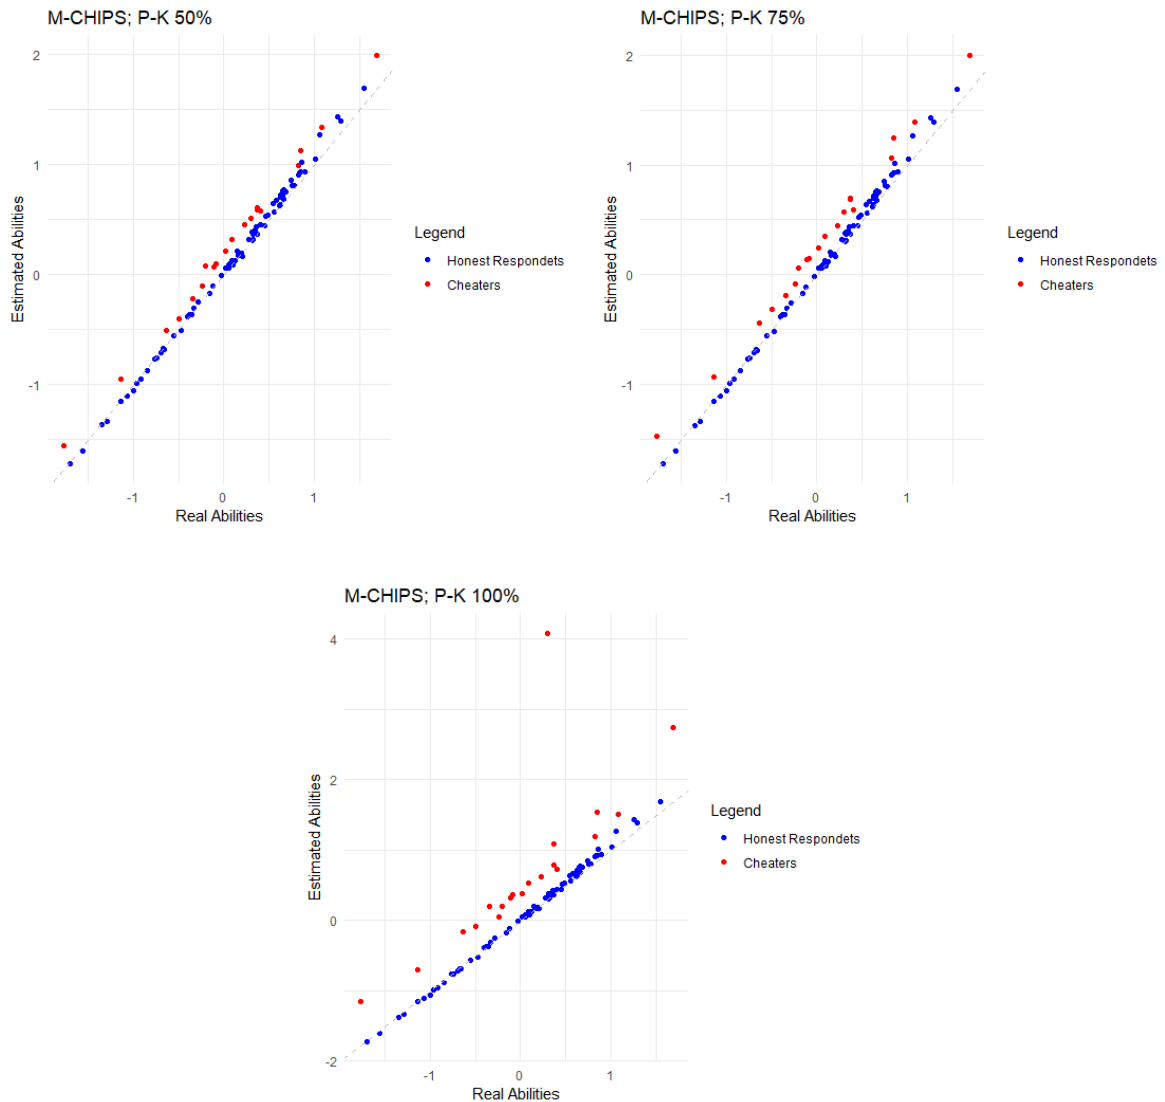 M-CHIPS; P-K 50%
2
1
0
-1
Estimated Abilities
-1 0 1
Real Abilities
Legend
Honest Respondets
Cheaters
M-CHIPS; P-K 75%
2
1
0
-1
Estimated Abilities
-1 0 1
Real Abilities
Legend
Honest Respondets
Cheaters
M-CHIPS; P-K 100%
4
2
0
-2
Estimated Abilities
-1 0 1
Real Abilities
Legend
Honest Respondets
Cheaters